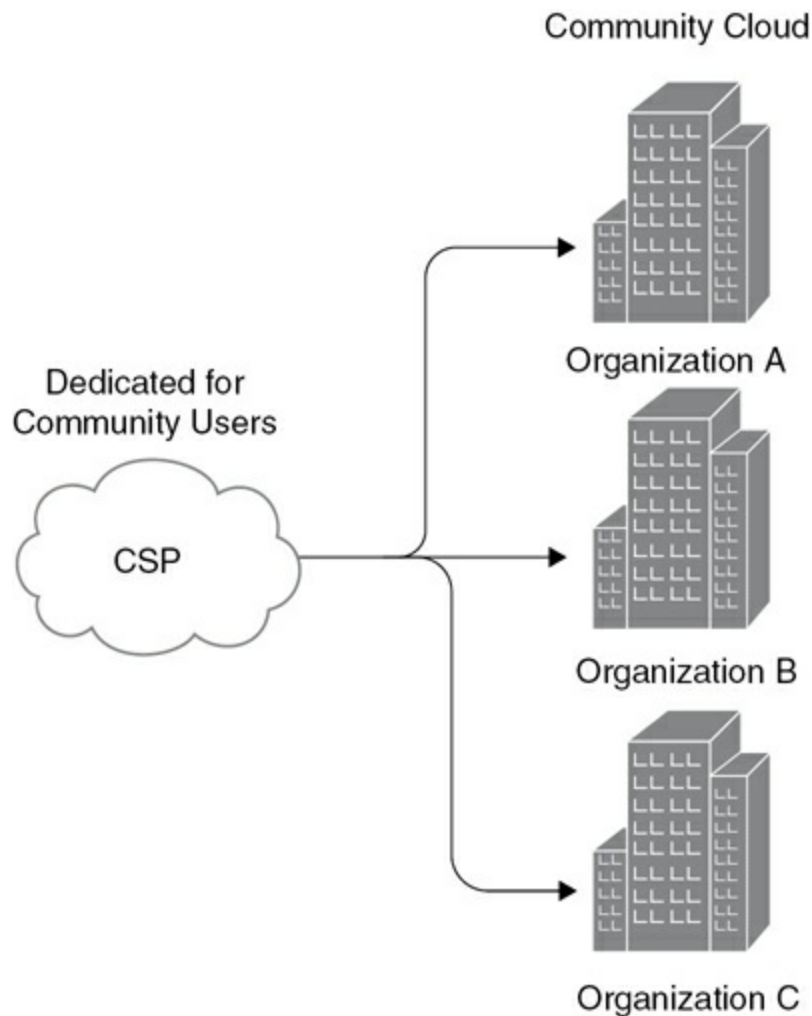 Community Cloud
Organization A
Dedicated for
Community Users
CSP
Organization B
Organization C